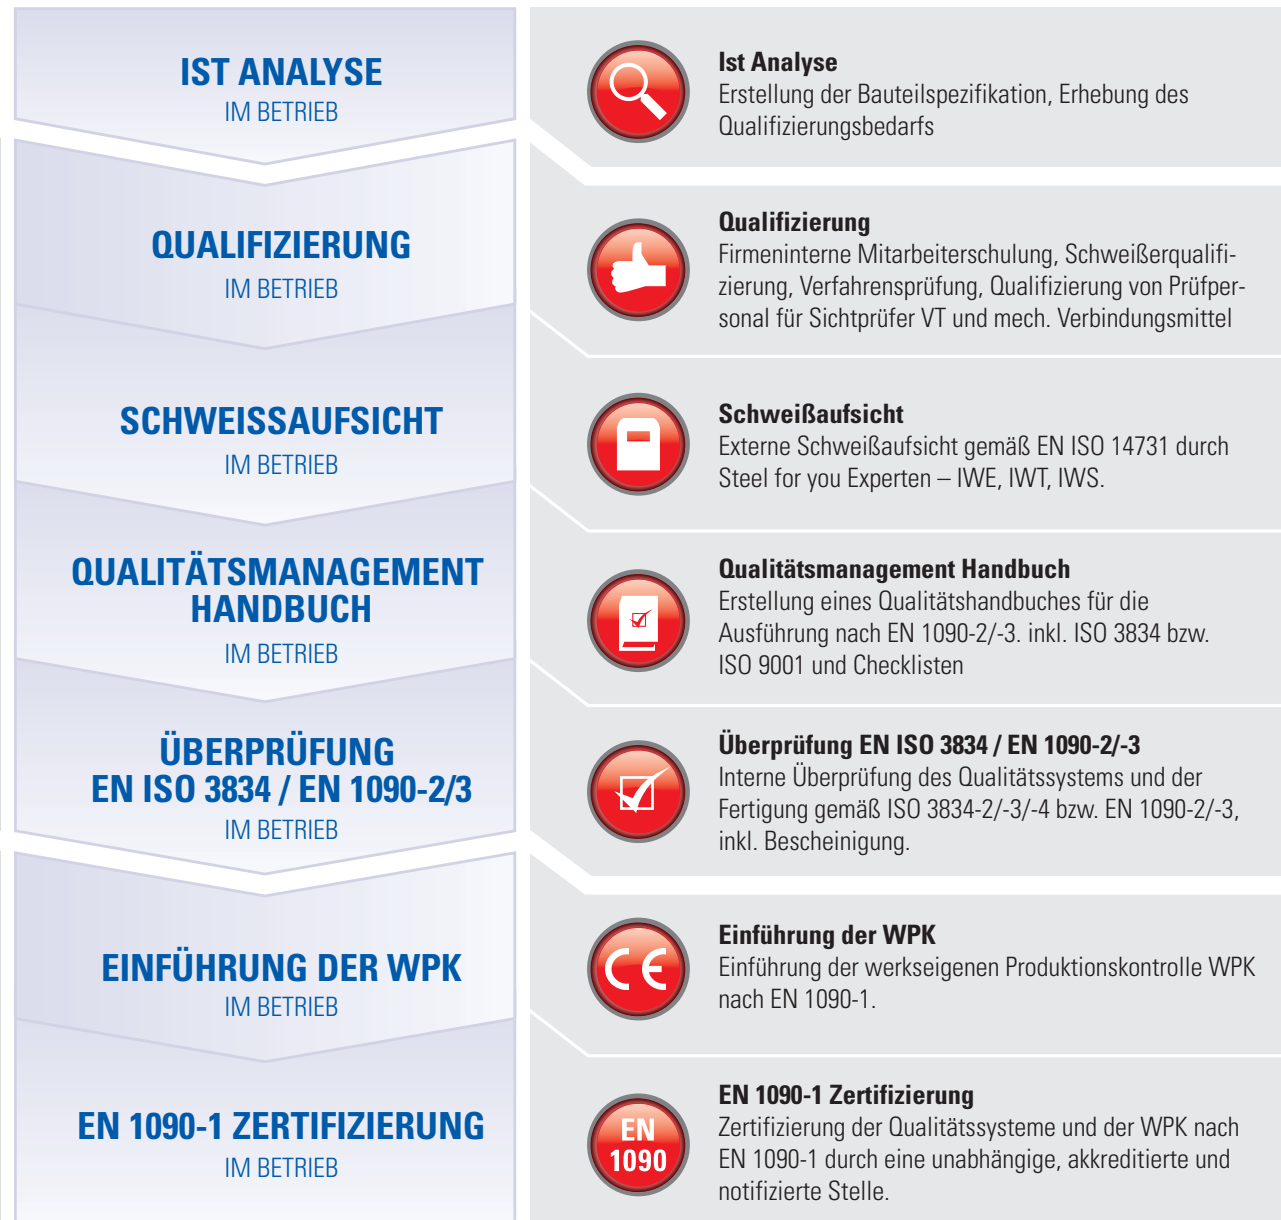 IST ANALYSE
IM BETRIEB
Ist Analyse
Erstellung der Bauteilspezifikation, Erhebung des
Qualifizierungsbedarfs
QUALIFIZIERUNG
IM BETRIEB
Qualifizierung
Firmeninterne Mitarbeiterschulung, Schweißerqualifi-
zierung, Verfahrensprüfung, Qualifizierung von Prüfper-
sonal für Sichtprüfer VT und mech. Verbindungsmittel
SCHWEISSAUFSICHT
IM BETRIEB
Schweißaufsicht
Externe Schweißaufsicht gemäß EN ISO 14731 durch
Steel for you Experten – IWE, IWT, IWS.
QUALITÄTSMANAGEMENT
HANDBUCH
IM BETRIEB
Qualitätsmanagement Handbuch
Erstellung eines Qualitätshandbuches für die
Ausführung nach EN 1090-2/-3. inkl. ISO 3834 bzw.
ISO 9001 und Checklisten
ÜBERPRÜFUNG
EN ISO 3834 / EN 1090-2/3
IM BETRIEB
Überprüfung EN ISO 3834 / EN 1090-2/-3
Interne Überprüfung des Qualitätssystems und der
Fertigung gemäß ISO 3834-2/-3/-4 bzw. EN 1090-2/-3,
inkl. Bescheinigung.
EINFÜHRUNG DER WPK
IM BETRIEB
CE
Einführung der WPK
Einführung der werkseigenen Produktionskontrolle WPK
nach EN 1090-1.
EN 1090-1 ZERTIFIZIERUNG
IM BETRIEB
EN
1090
EN 1090-1 Zertifizierung
Zertifizierung der Qualitätssysteme und der WPK nach
EN 1090-1 durch eine unabhängige, akkreditierte und
notifizierte Stelle.